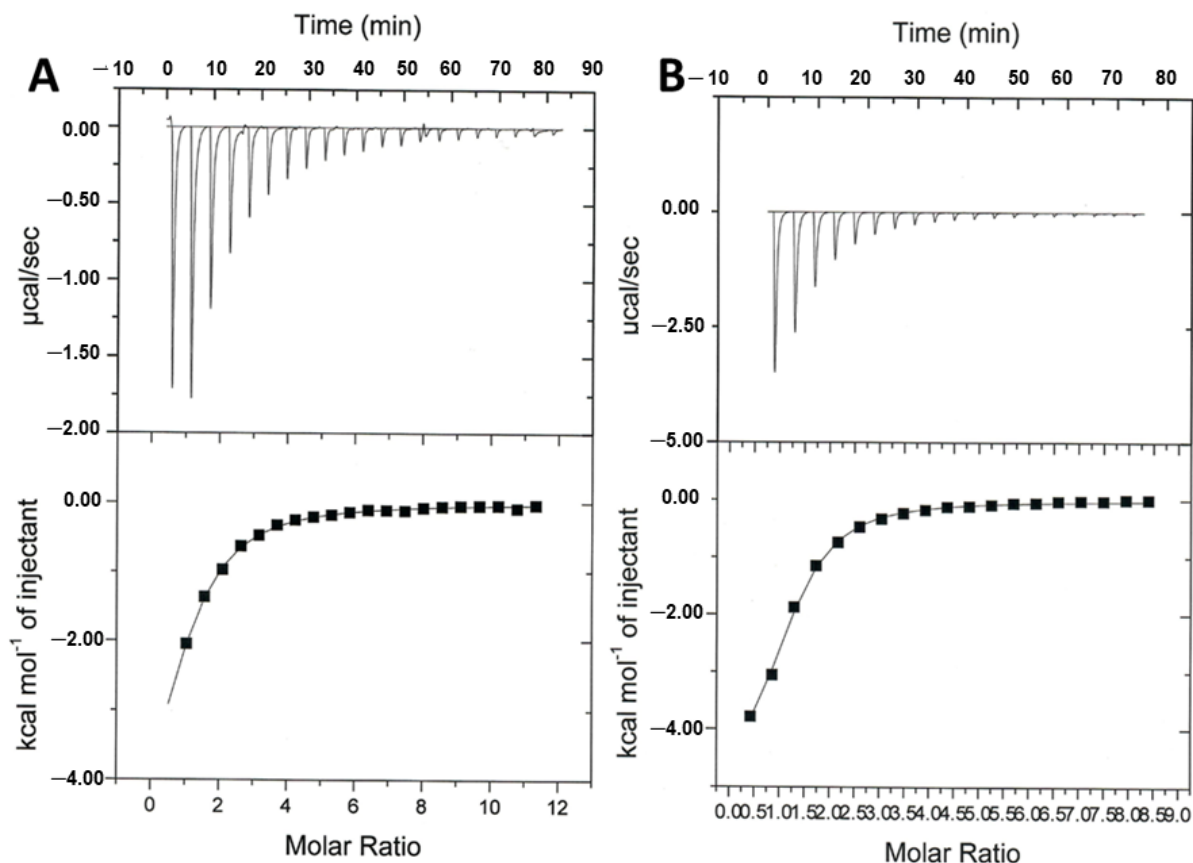 A
Time (min)
−10 0 10 20 30 40 50 60 70 80 90
0.00
−0.50
−1.00
−1.50
−2.00
µcal/sec
0.00
−2.00
−4.00
kcal mol⁻¹ of injectant
0 2 4 6 8 10 12
Molar Ratio
B
Time (min)
−10 0 10 20 30 40 50 60 70 80
0.00
−2.50
−5.00
ucal/sec
0.00
−2.00
−4.00
kcal mol⁻¹ of injectant
0.00.51.01.52.02.53.03.54.04.55.05.56.06.57.07.58.08.59.0
Molar Ratio